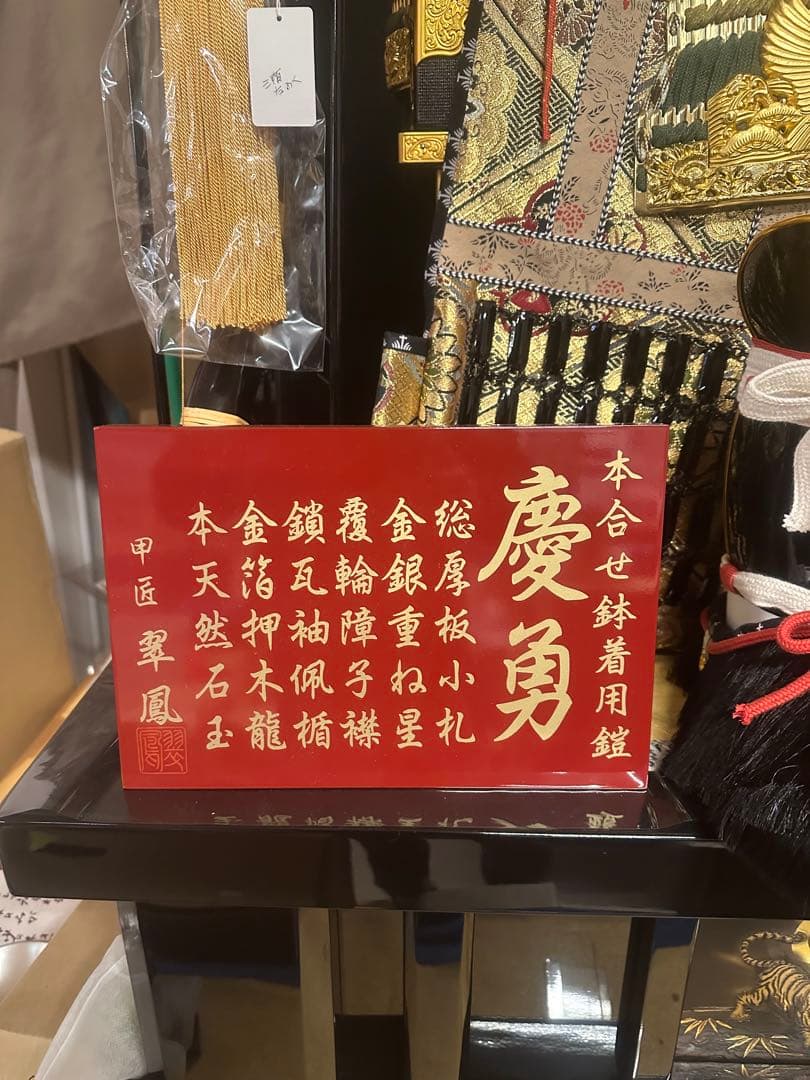 本合せ鉢着用鎧
慶勇
総厚板小札
金銀重ね星
覆輪障子襟
鎖瓦袖佩楯
金箔押木龍
本天然石玉
甲匠 翠鳳